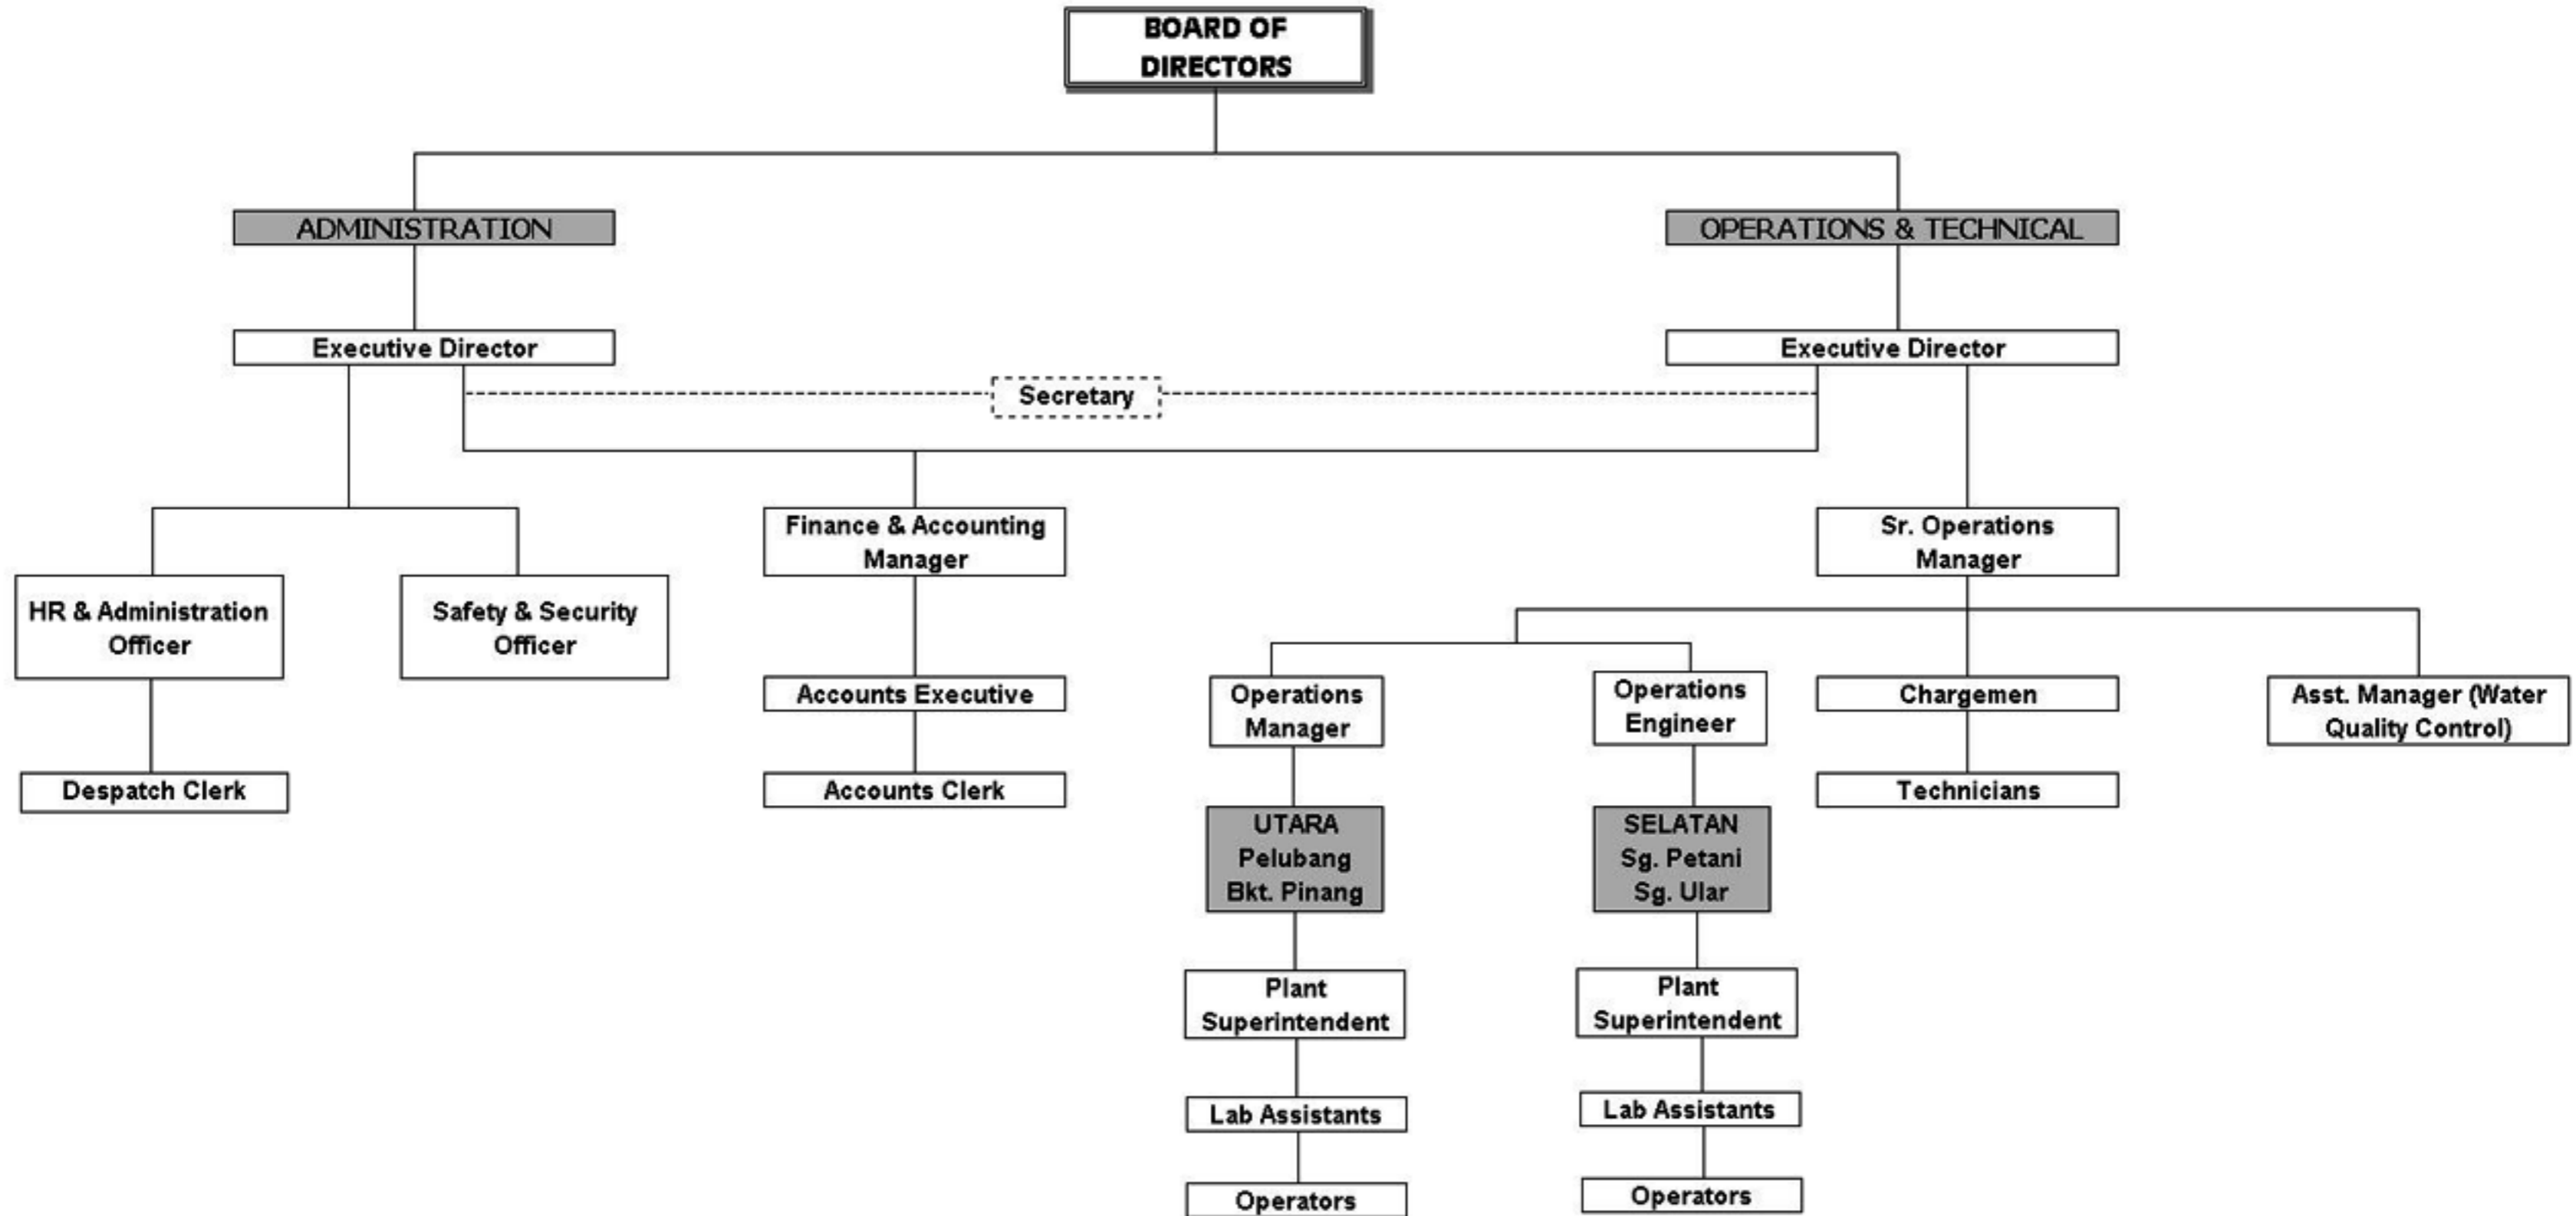 BOARD OF
DIRECTORS
ADMINISTRATION
OPERATIONS & TECHNICAL
Executive Director
Executive Director
Secretary
Finance & Accounting
Manager
Sr. Operations
Manager
HR & Administration
Officer
Safety & Security
Officer
Accounts Executive
Operations
Manager
Operations
Engineer
Chargemen
Asst. Manager (Water
Quality Control)
Despatch Clerk
Accounts Clerk
Technicians
UTARA
Pelubang
Bkt. Pinang
SELATAN
Sg. Petani
Sg. Ular
Plant
Superintendent
Plant
Superintendent
Lab Assistants
Lab Assistants
Operators
Operators